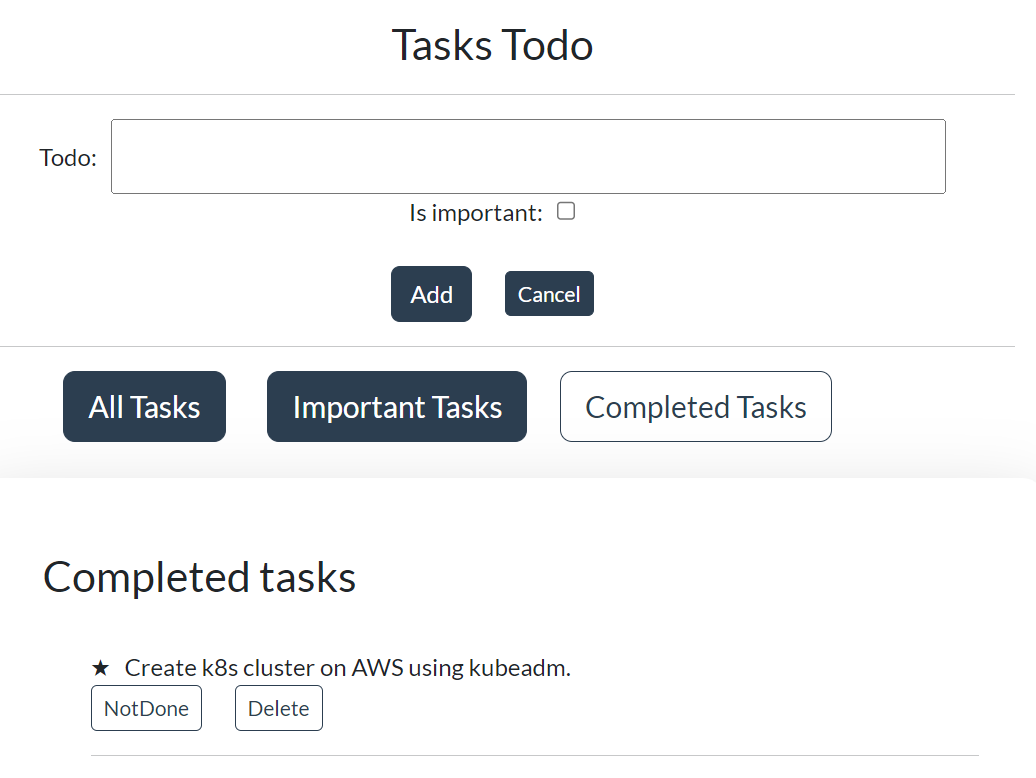 Tasks Todo
Todo:
Is important:
Add Cancel
All Tasks Important Tasks Completed Tasks
Completed tasks
★ Create k8s cluster on AWS using kubeadm.
NotDone Delete